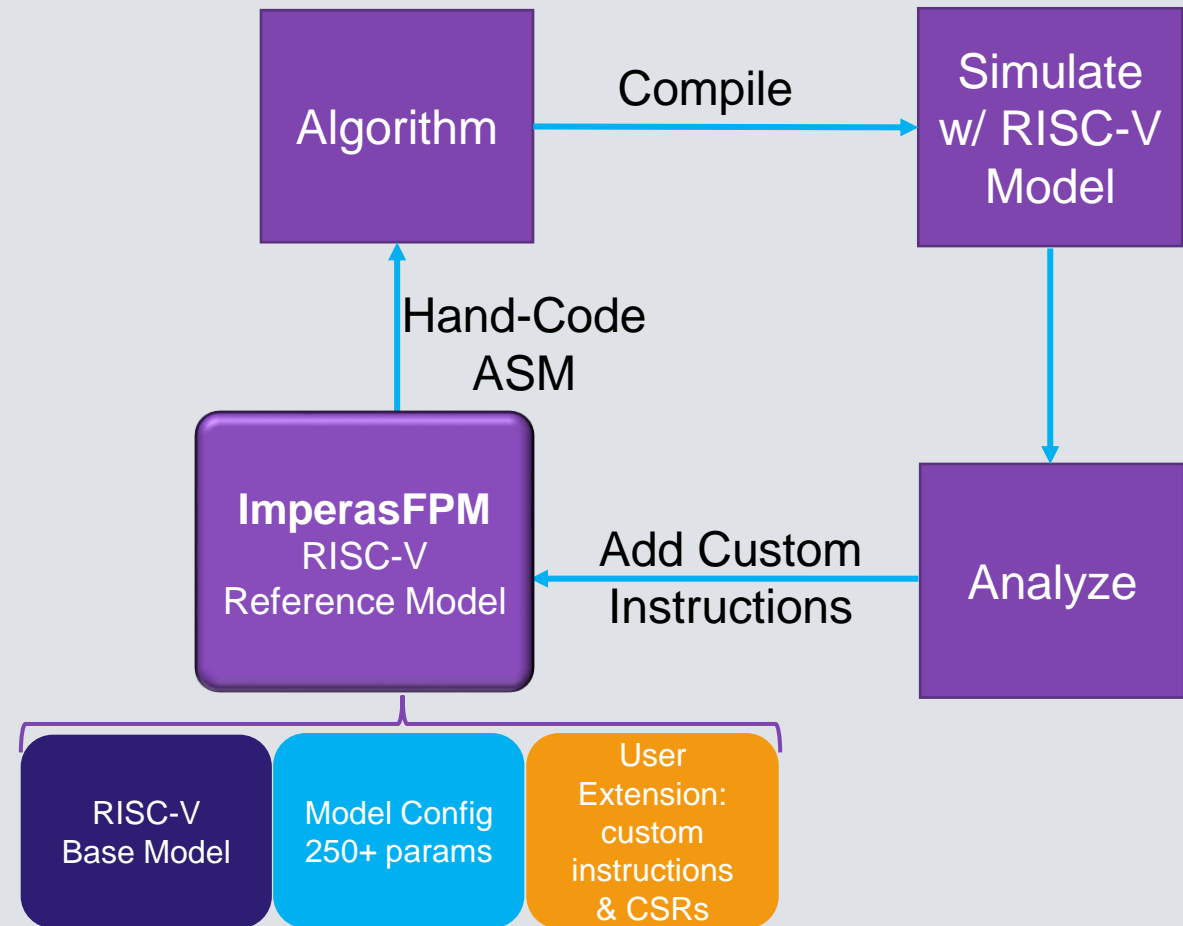 Algorithm
Compile
Simulate
w/ RISC-V
Model
Hand-Code
ASM
ImperasFPM
RISC-V
Reference Model
Add Custom
Instructions
Analyze
RISC-V
Base Model
Model Config
250+ params
User
Extension:
custom
instructions
& CSRs